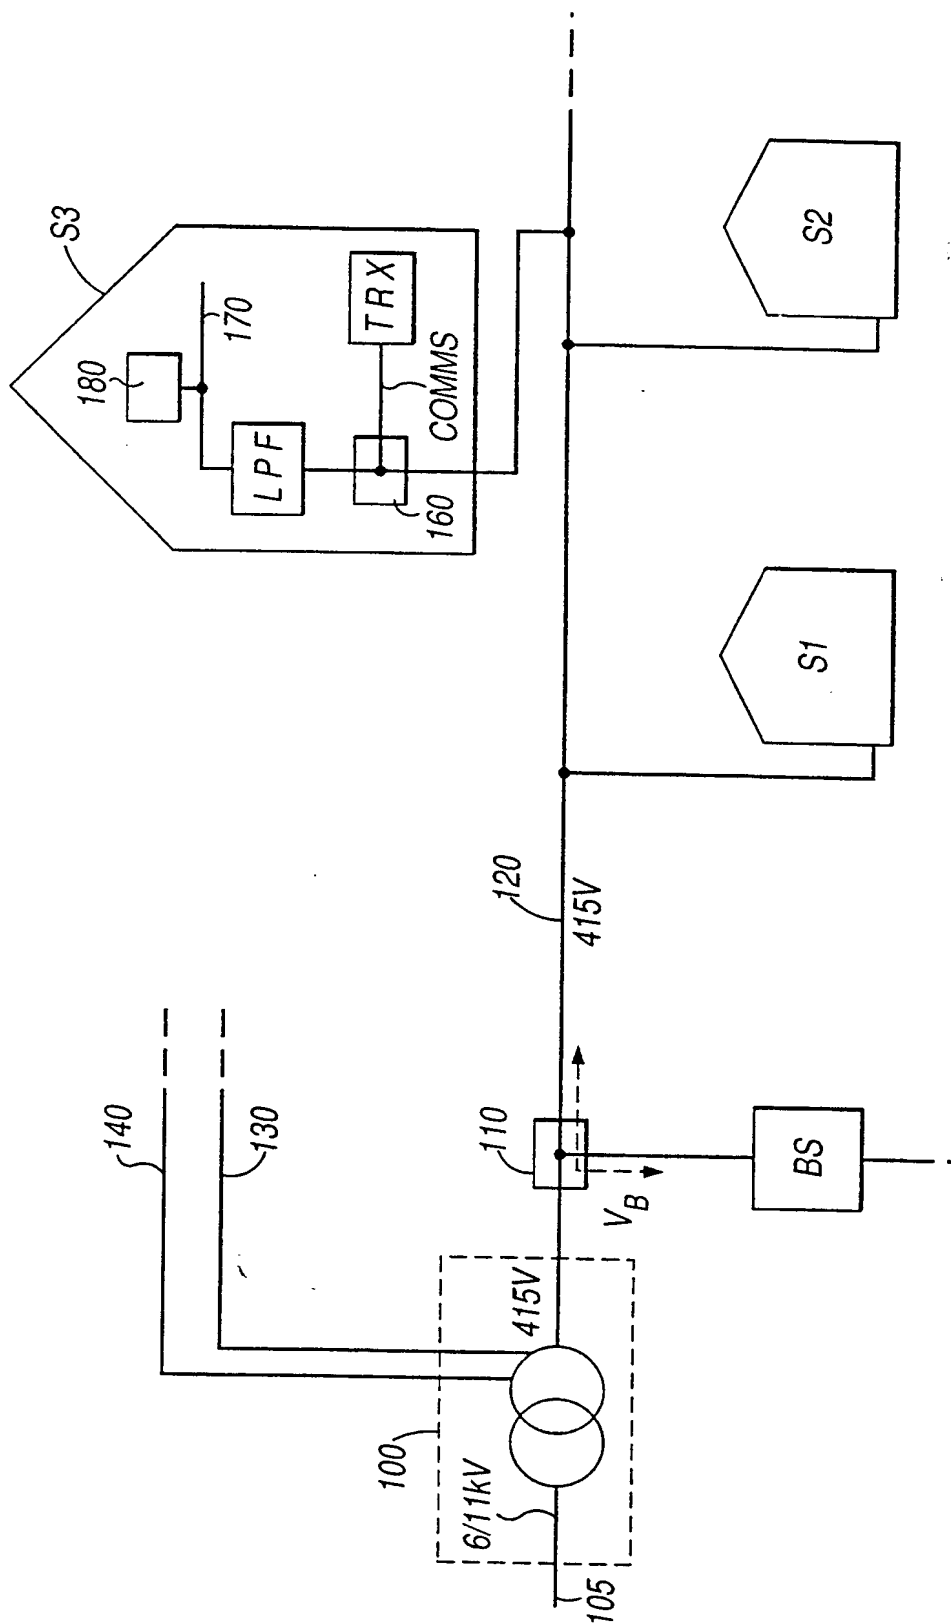 S3
180
170
LPF
TRX
COMMS
160
S2
S1
140
130
120
415V
110
V_B
BS
100
415V
6/11kV
105